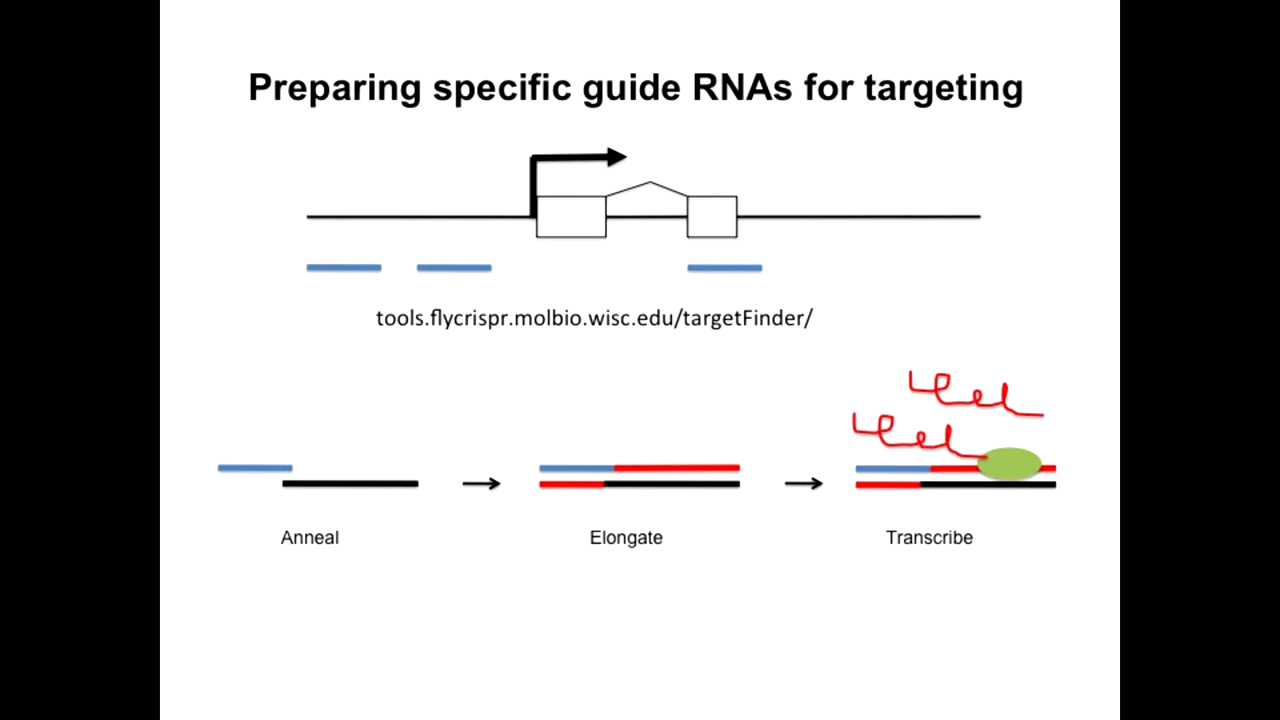 Preparing specific guide RNAs for targeting
tools.flycrispr.molbio.wisc.edu/targetFinder/
Anneal
Elongate
Transcribe